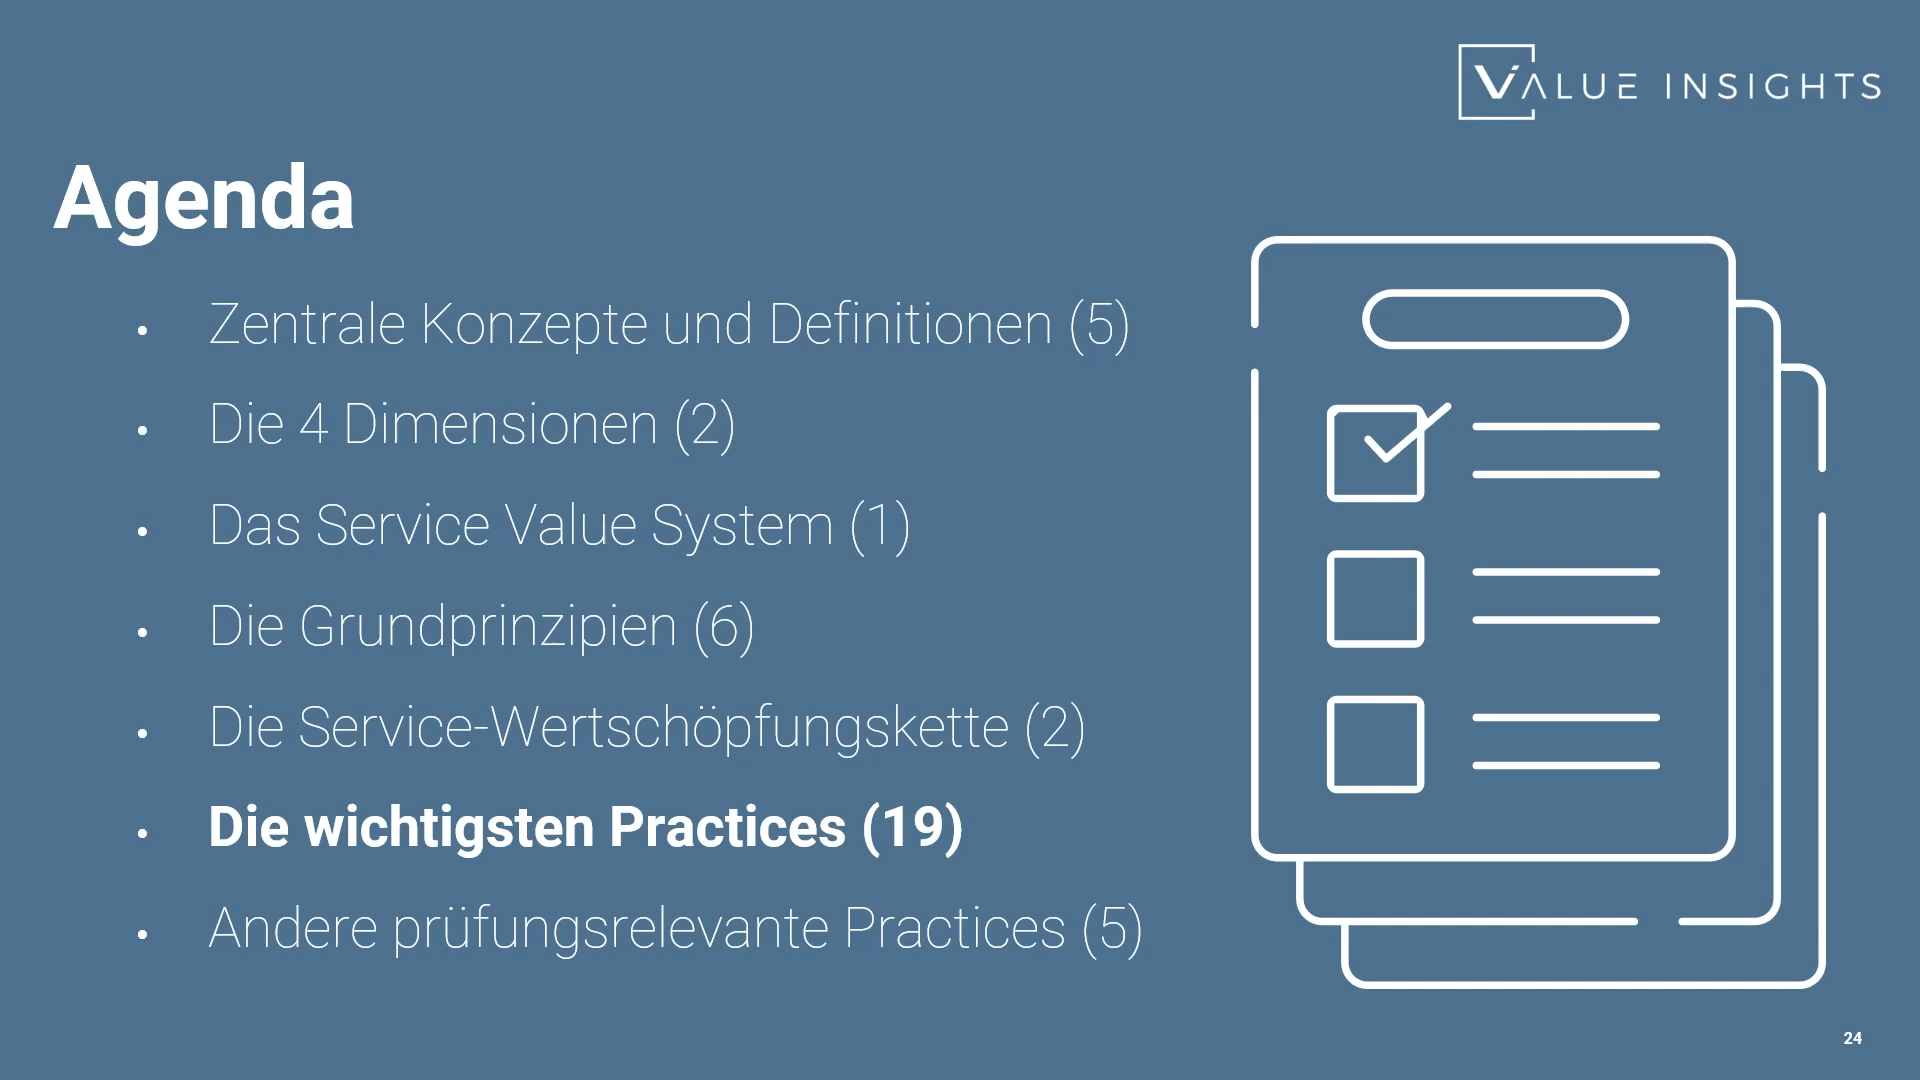 VALUE INSIGHTS
Agenda
• Zentrale Konzepte und Definitionen (5)
• Die 4 Dimensionen (2)
• Das Service Value System (1)
• Die Grundprinzipien (6)
• Die Service-Wertschöpfungskette (2)
• Die wichtigsten Practices (19)
• Andere prüfungsrelevante Practices (5)
24